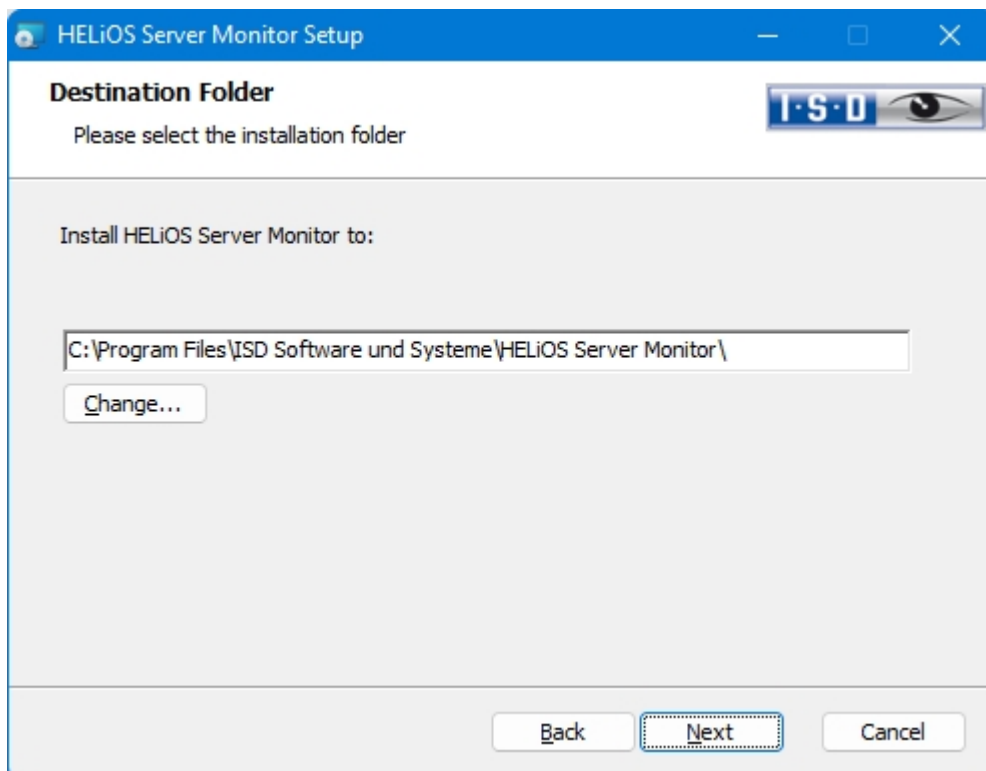 HELiOS Server Monitor Setup
Destination Folder
Please select the installation folder
I·S·D
Install HELiOS Server Monitor to:
C:\Program Files\ISD Software und Systeme\HELiOS Server Monitor\
Change...
Back Next Cancel